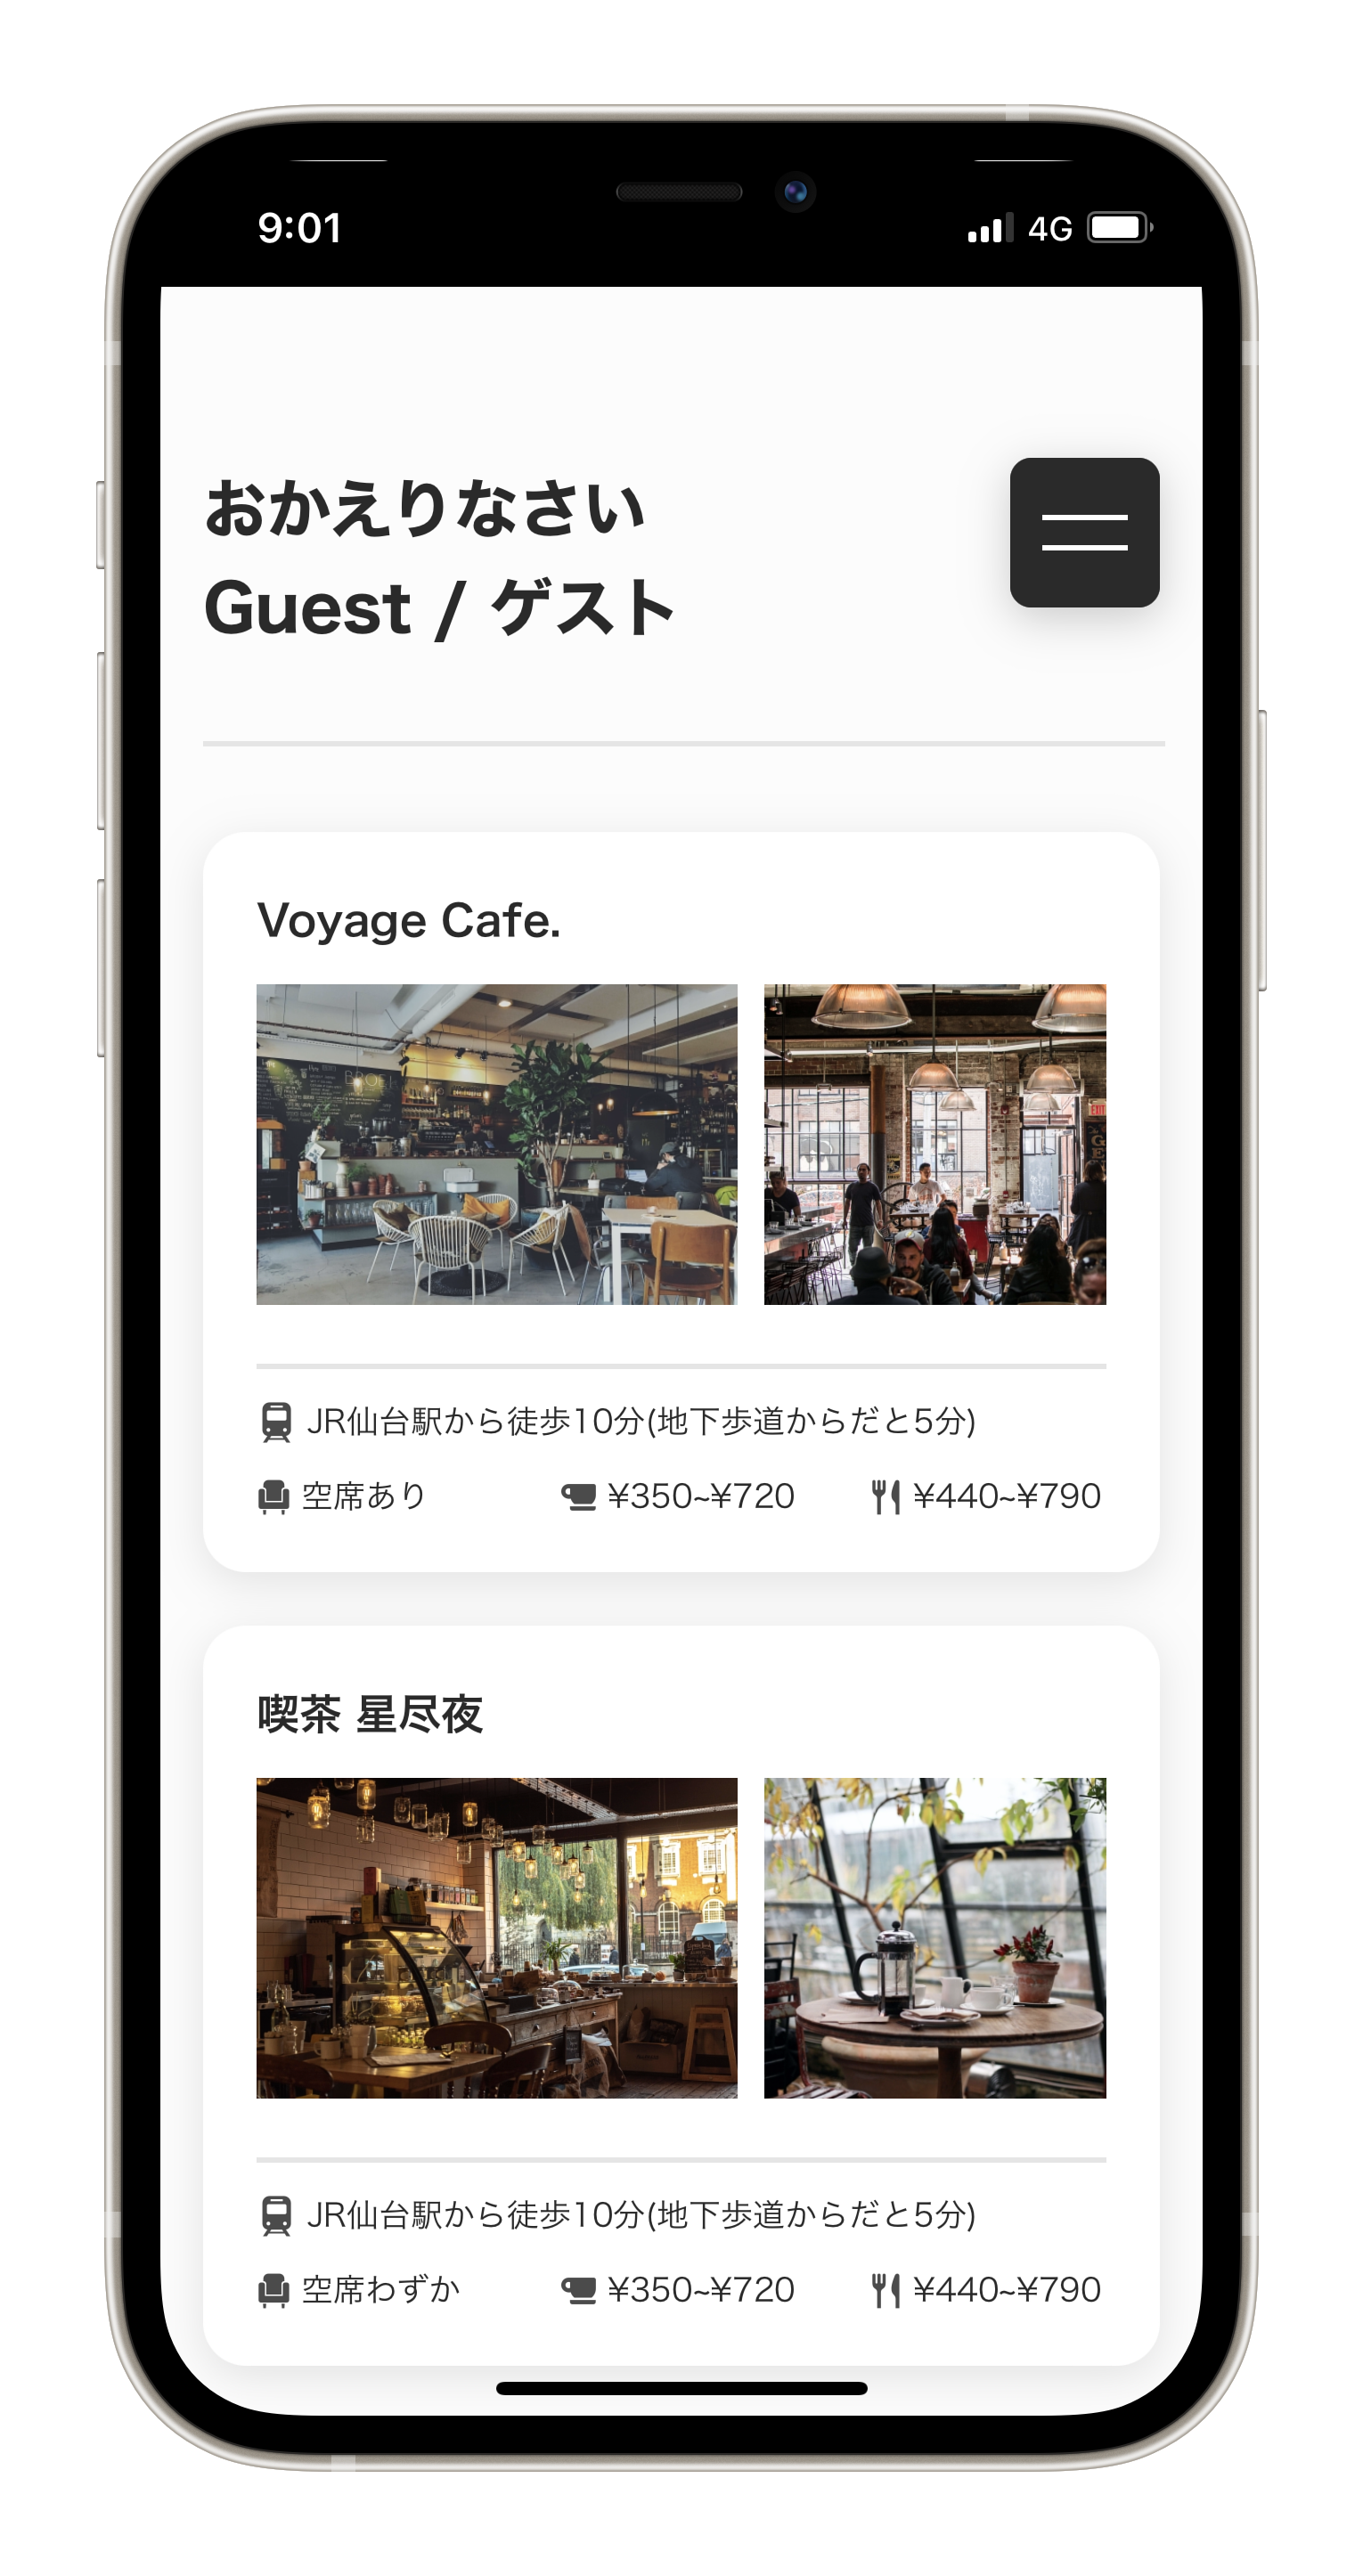 9:01 4G
おかえりなさい
Guest / ゲスト
Voyage Cafe.
BROEI
EXIT
JR仙台駅から徒歩10分(地下歩道からだと5分)
空席あり ¥350~¥720 ¥440~¥790
喫茶 星尽夜
JR仙台駅から徒歩10分(地下歩道からだと5分)
空席わずか ¥350~¥720 ¥440~¥790